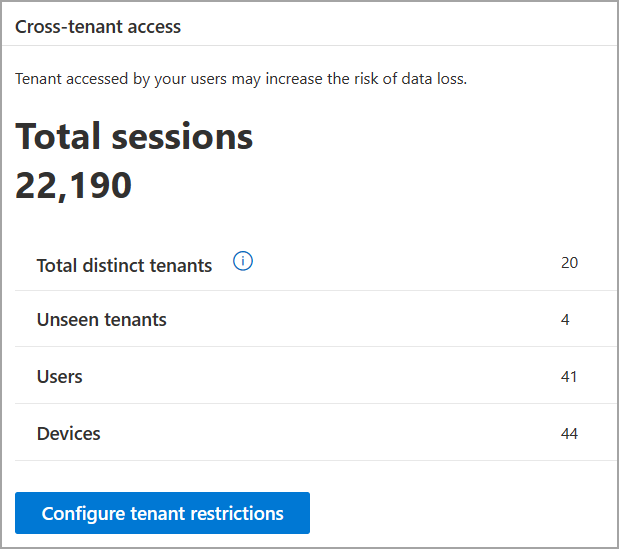 Cross-tenant access
Tenant accessed by your users may increase the risk of data loss.
Total sessions
22,190
Total distinct tenants 20
Unseen tenants 4
Users 41
Devices 44
Configure tenant restrictions